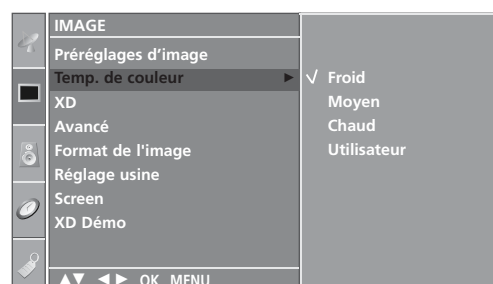 IMAGE
Préréglages d’image
Temp. de couleur ►
XD
Avancé
Format de l'image
Réglage usine
Screen
XD Démo
▲▼ ◄► OK MENU
√ Froid
Moyen
Chaud
Utilisateur